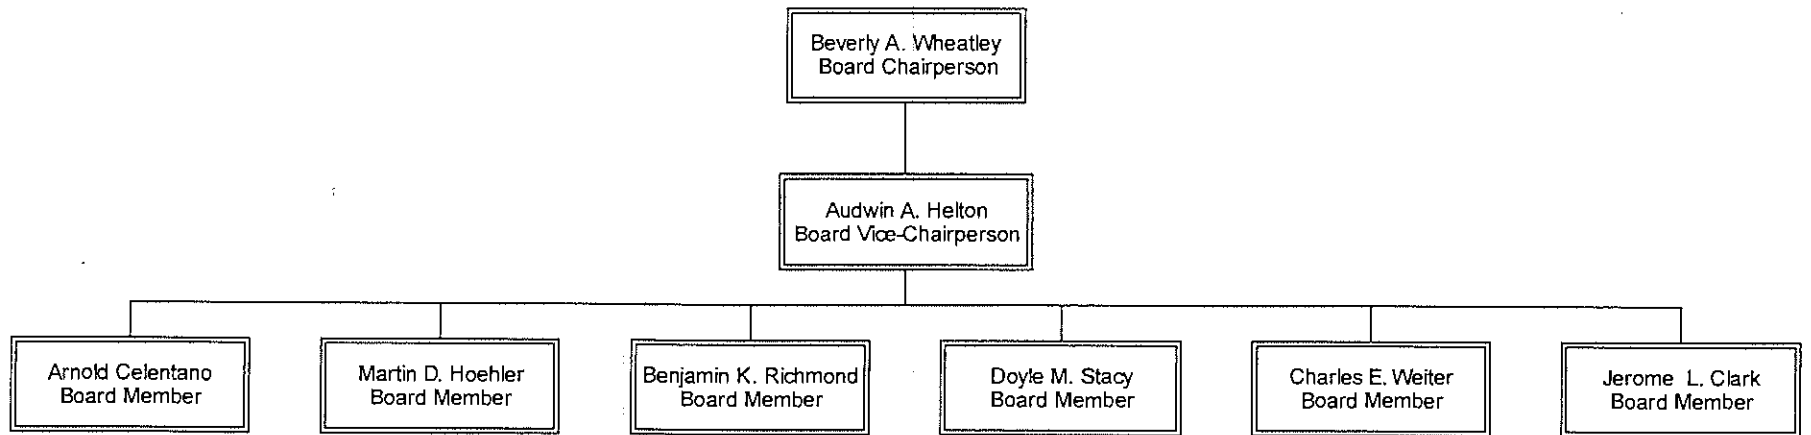 Beverly A. Wheatley
Board Chairperson
Audwin A. Helton
Board Vice-Chairperson
Arnold Celentano
Board Member
Martin D. Hoehler
Board Member
Benjamin K. Richmond
Board Member
Doyle M. Stacy
Board Member
Charles E. Weiter
Board Member
Jerome L. Clark
Board Member